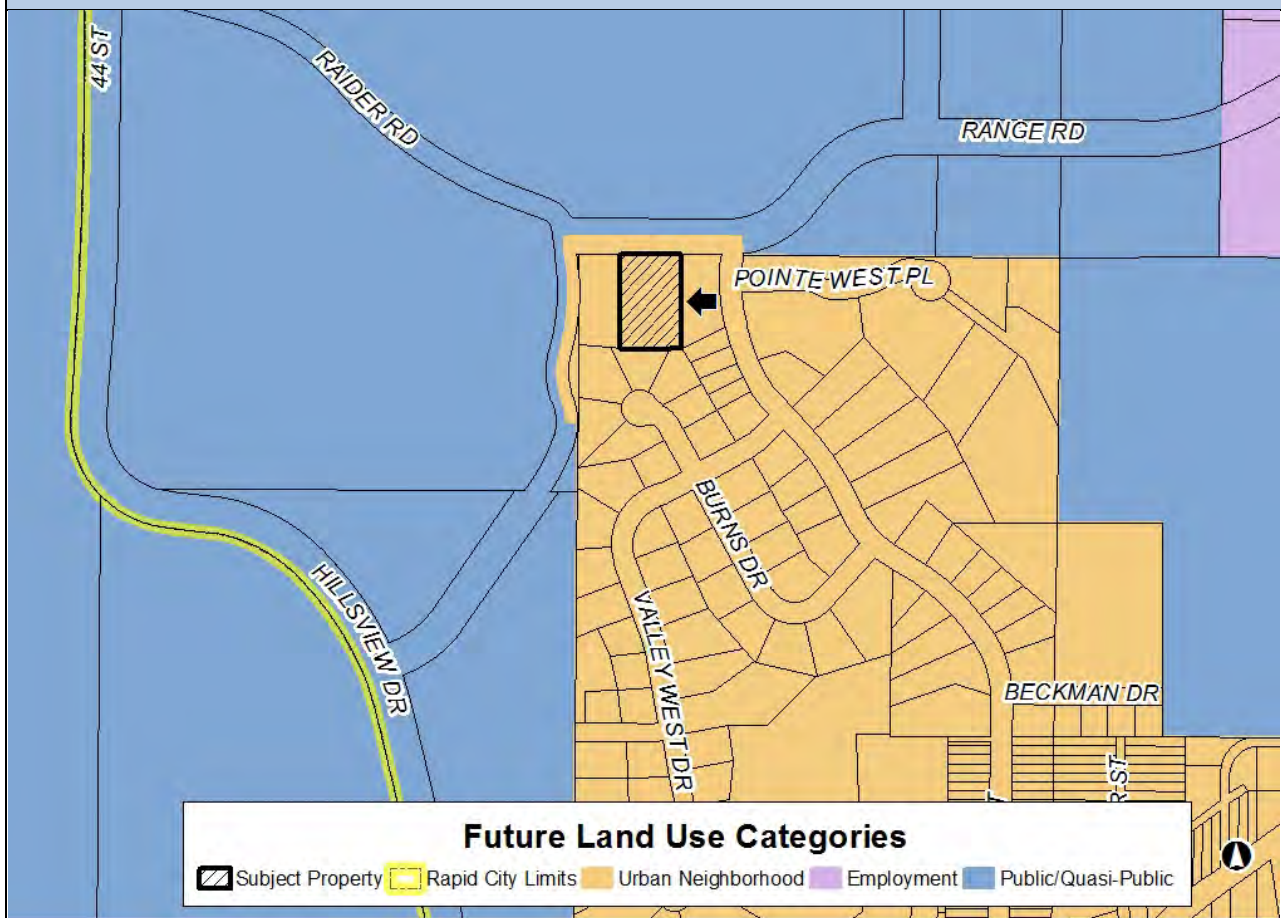 44 ST
RAIDER RD
RANGE RD
POINTE WEST PL
BURNS DR
HILLSVIEW DR
VALLEY WEST DR
BECKMAN DR
Future Land Use Categories
Subject Property Rapid City Limits Urban Neighborhood Employment Public/Quasi-Public